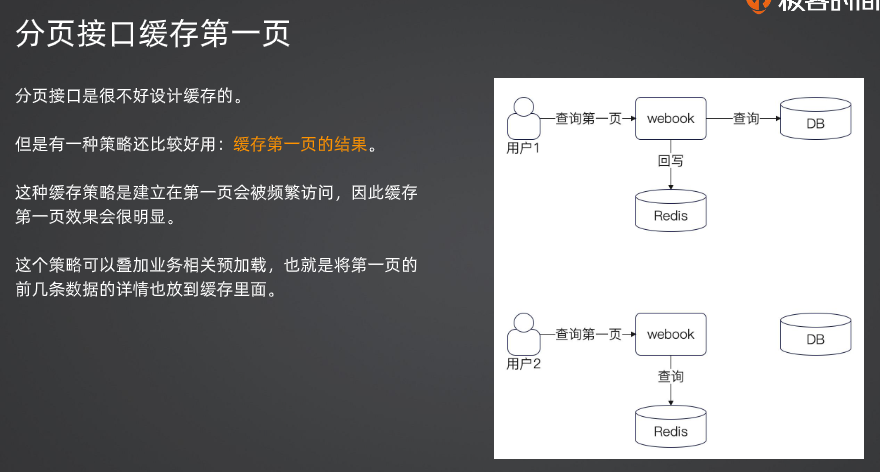 分页接口缓存第一页
分页接口是很不好设计缓存的。
但是有一种策略还比较好用：缓存第一页的结果。
这种缓存策略是建立在第一页会被频繁访问，因此缓存
第一页效果会很明显。
这个策略可以叠加业务相关预加载，也就是将第一页的
前几条数据的详情也放到缓存里面。
查询第一页
webook
查询
DB
用户1
回写
Redis
查询第一页
webook
DB
用户2
查询
Redis